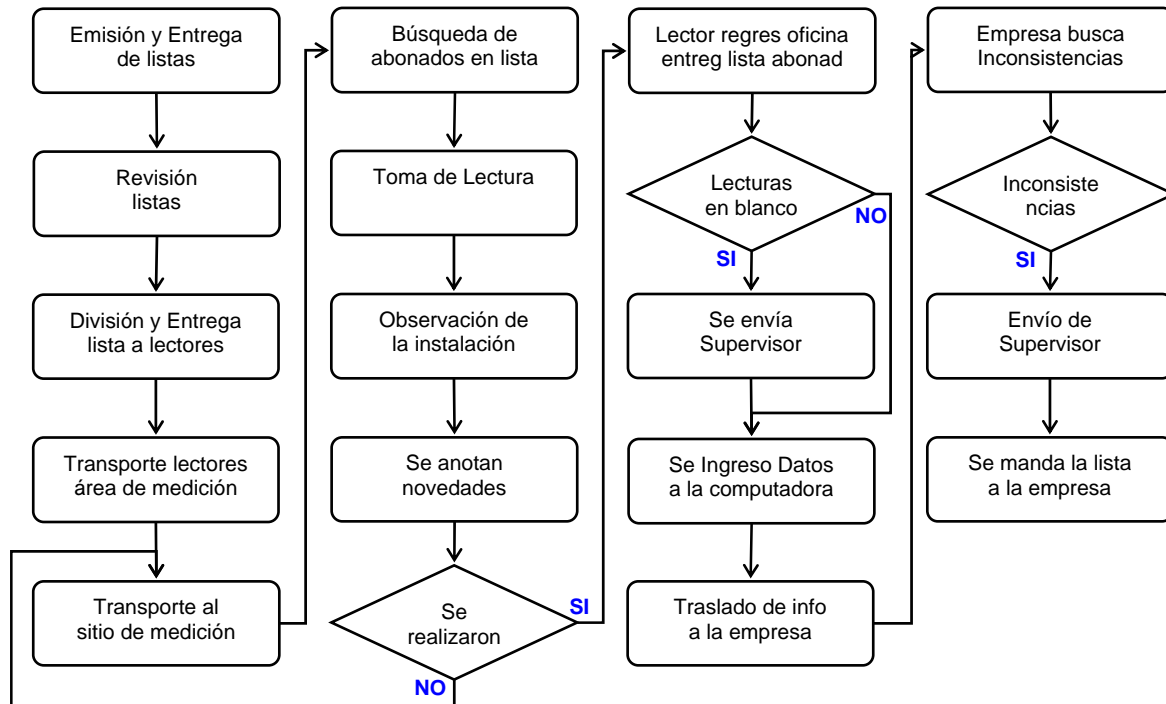 Emisión y Entrega
de listas
Revisión
listas
División y Entrega
lista a lectores
Transporte lectores
área de medición
Transporte al
sitio de medición
Búsqueda de
abonados en lista
Toma de Lectura
Observación de
la instalación
Se anotan
novedades
Se
realizaron
SI
NO
Lector regres oficina
entreg lista abonad
Lecturas
en blanco
NO
SI
Se envía
Supervisor
Se Ingreso Datos
a la computadora
Traslado de info
a la empresa
Empresa busca
Inconsistencias
Inconsiste
ncias
SI
Envío de
Supervisor
Se manda la lista
a la empresa